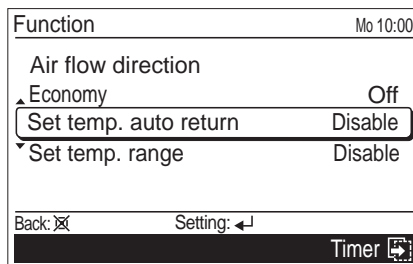 Function Mo 10:00
Air flow direction
Economy Off
Set temp. auto return Disable
Set temp. range Disable
Back: Setting:
Timer